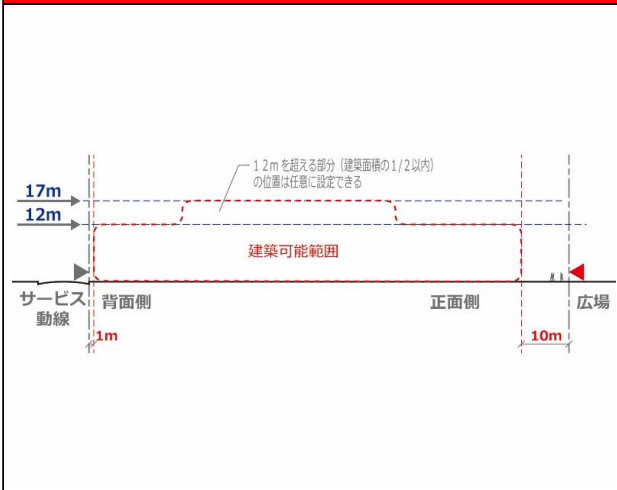 12mを超える部分（建築面積の1/2以内）
の位置は任意に設定できる
17m
12m
建築可能範囲
サービス
動線
背面側
正面側
広場
1m
10m